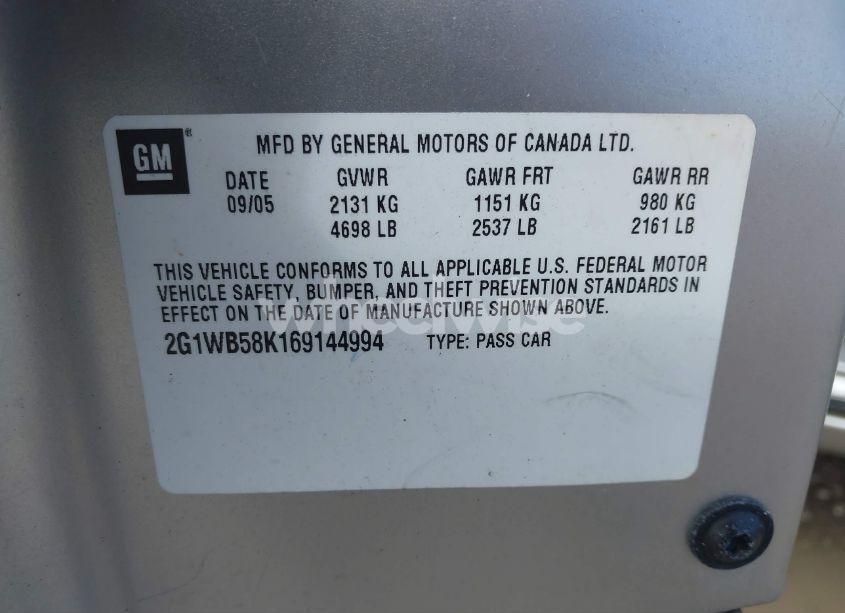 GM®
MFD BY GENERAL MOTORS OF CANADA LTD.
DATE GVWR GAWR FRT GAWR RR
09/05 2131 KG 1151 KG 980 KG
4698 LB 2537 LB 2161 LB
THIS VEHICLE CONFORMS TO ALL APPLICABLE U.S. FEDERAL MOTOR
VEHICLE SAFETY, BUMPER, AND THEFT PREVENTION STANDARDS IN
EFFECT ON THE DATE OF MANUFACTURE SHOWN ABOVE.
wheelwise
2G1WB58K169144994 TYPE: PASS CAR